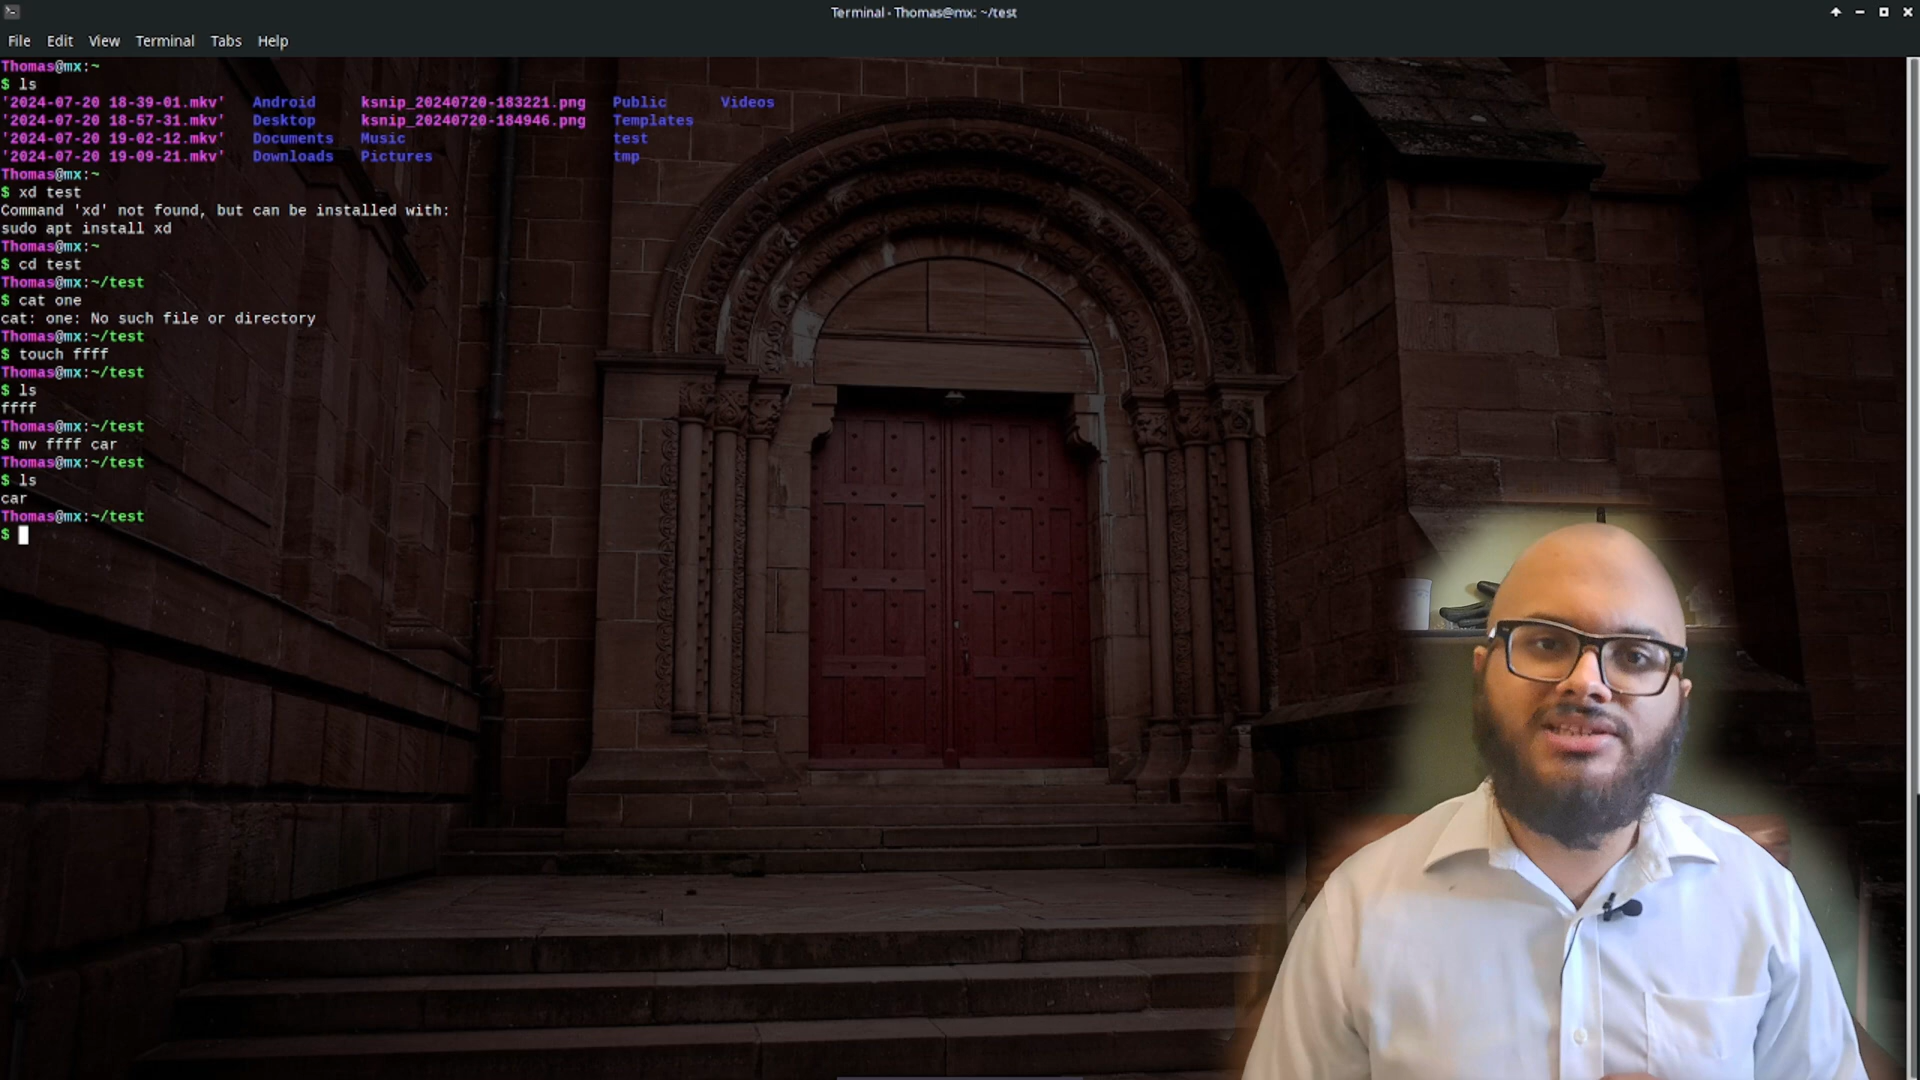 Terminal - Thomas@mx: ~/test
File Edit View Terminal Tabs Help
Thomas@mx:~
$ ls
'2024-07-20 18-39-01.mkv' Android ksnip_20240720-183221.png Public Videos
'2024-07-20 18-57-31.mkv' Desktop ksnip_20240720-184946.png Templates
'2024-07-20 19-02-12.mkv' Documents Music test
'2024-07-20 19-09-21.mkv' Downloads Pictures tmp
Thomas@mx:~
$ xd test
Command 'xd' not found, but can be installed with:
sudo apt install xd
Thomas@mx:~
$ cd test
Thomas@mx:~/test
$ cat one
cat: one: No such file or directory
Thomas@mx:~/test
$ touch ffff
Thomas@mx:~/test
$ ls
ffff
Thomas@mx:~/test
$ mv ffff car
Thomas@mx:~/test
$ ls
car
Thomas@mx:~/test
$